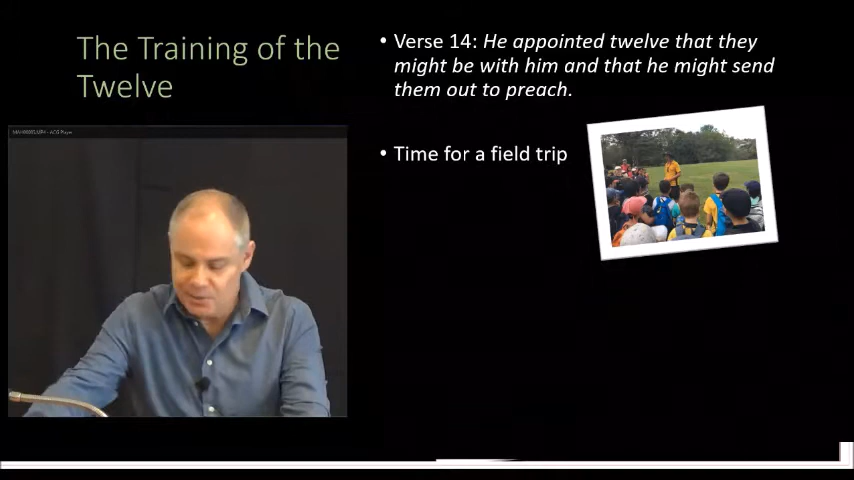 The Training of the
Twelve
• Verse 14: He appointed twelve that they
might be with him and that he might send
them out to preach.
• Time for a field trip